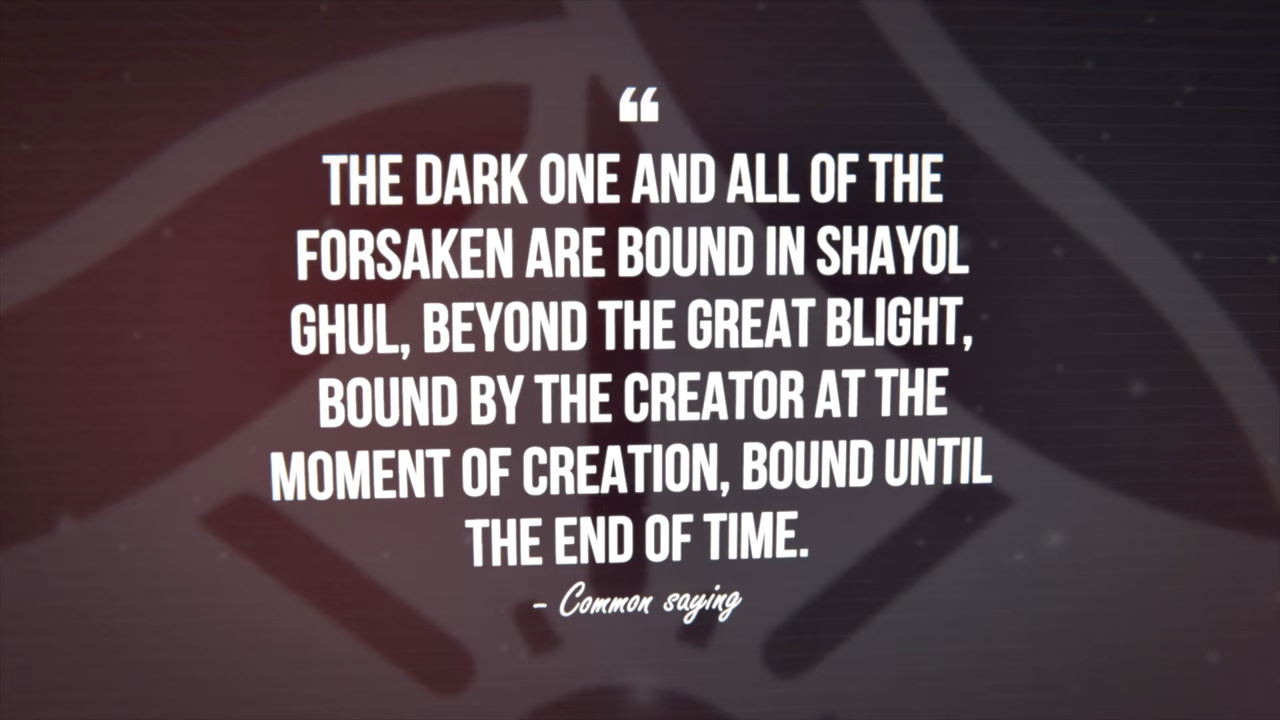 ❝
THE DARK ONE AND ALL OF THE
FORSAKEN ARE BOUND IN SHAYOL
GHUL, BEYOND THE GREAT BLIGHT,
BOUND BY THE CREATOR AT THE
MOMENT OF CREATION, BOUND UNTIL
THE END OF TIME.
- Common saying